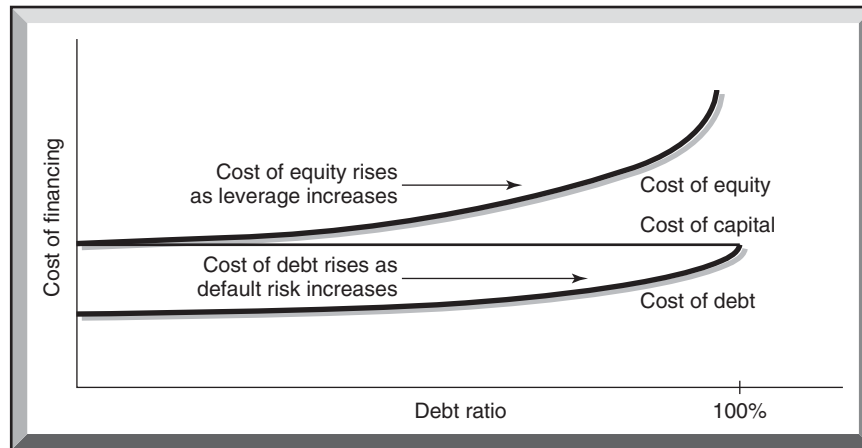 Cost of financing
Cost of equity rises
as leverage increases
Cost of equity
Cost of capital
Cost of debt rises as
default risk increases
Cost of debt
Debt ratio
100%